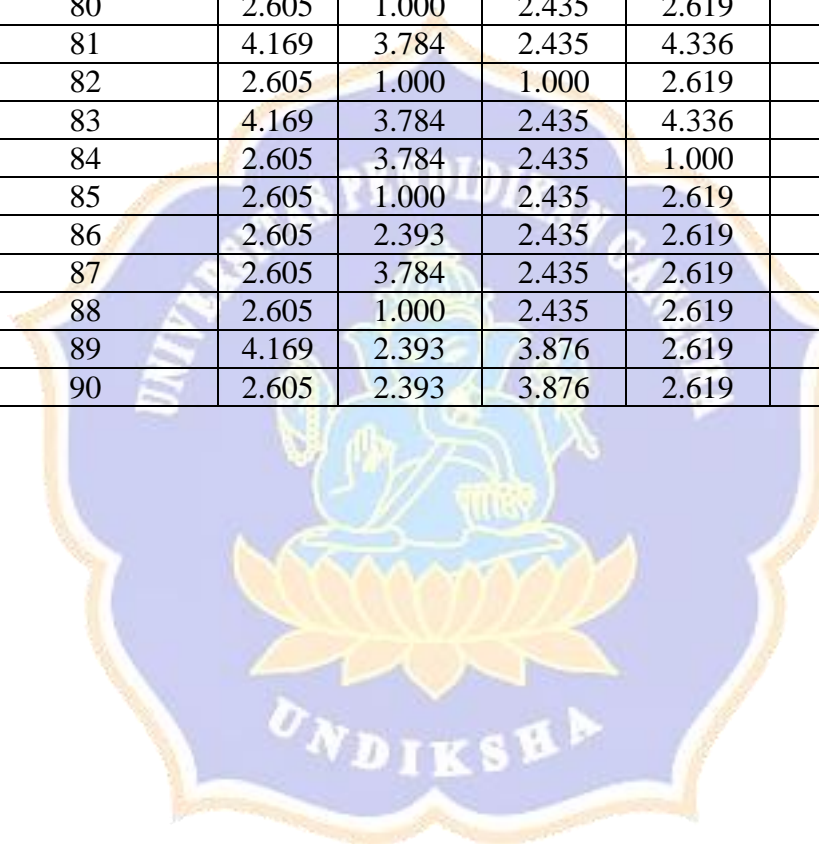 80 2.605 1.000 2.435 2.619
81 4.169 3.784 2.435 4.336
82 2.605 1.000 1.000 2.619
83 4.169 3.784 2.435 4.336
84 2.605 3.784 2.435 1.000
85 2.605 1.000 2.435 2.619
86 2.605 2.393 2.435 2.619
87 2.605 3.784 2.435 2.619
88 2.605 1.000 2.435 2.619
89 4.169 2.393 3.876 2.619
90 2.605 2.393 3.876 2.619
UNIVERSITAS PENDIDIKAN GANESHA
UNDIKSHA